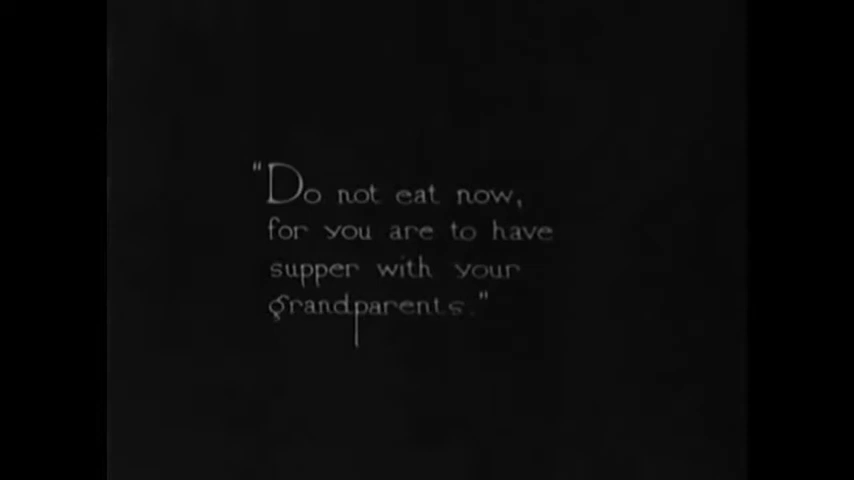 "Do not eat now,
for you are to have
supper with your
grandparents."